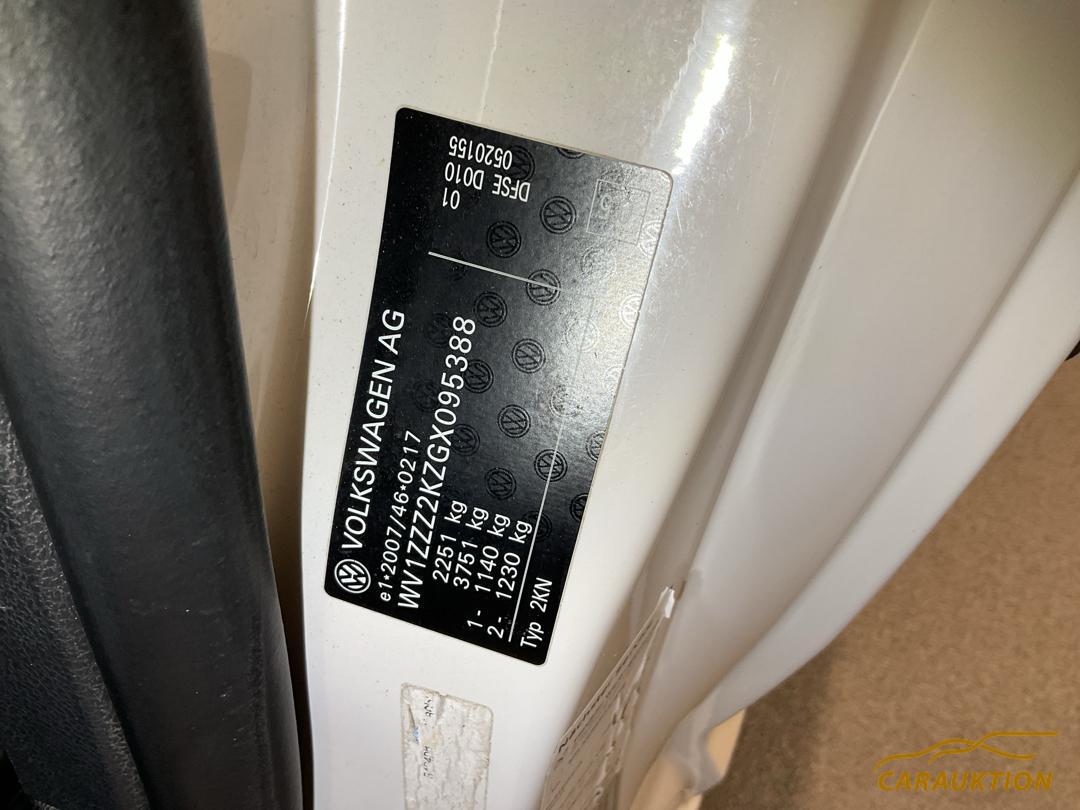 VOLKSWAGEN AG
e1*2007/46*0217
WV1ZZZ2KZGX095388
2251 kg
3751 kg
1- 1140 kg
2- 1230 kg
Typ 2KN
01
DFSE D010
0520155
CARAUKTION